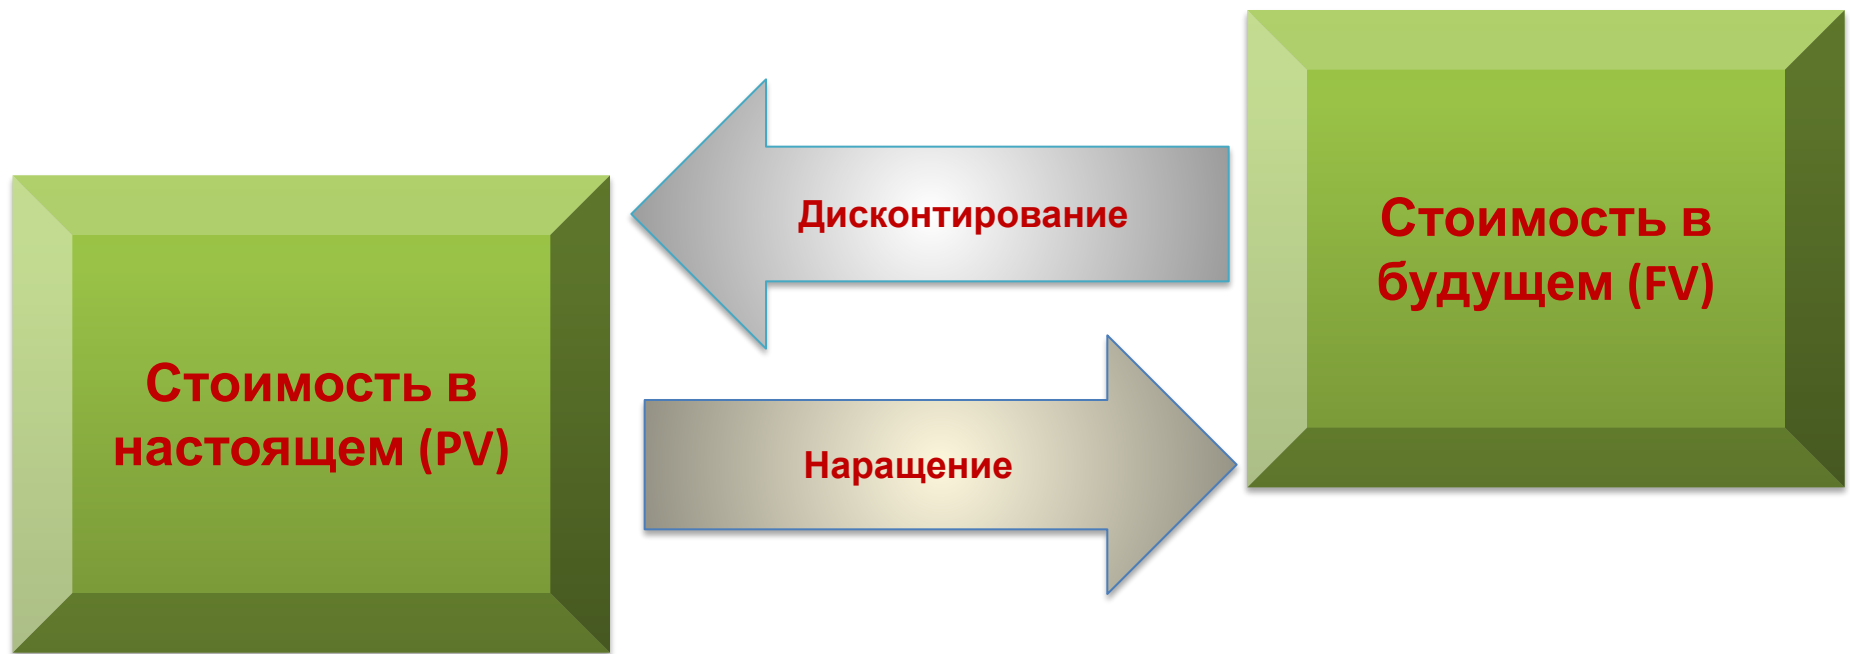 Дисконтирование
Стоимость в
будущем (FV)
Стоимость в
настоящем (PV)
Наращение